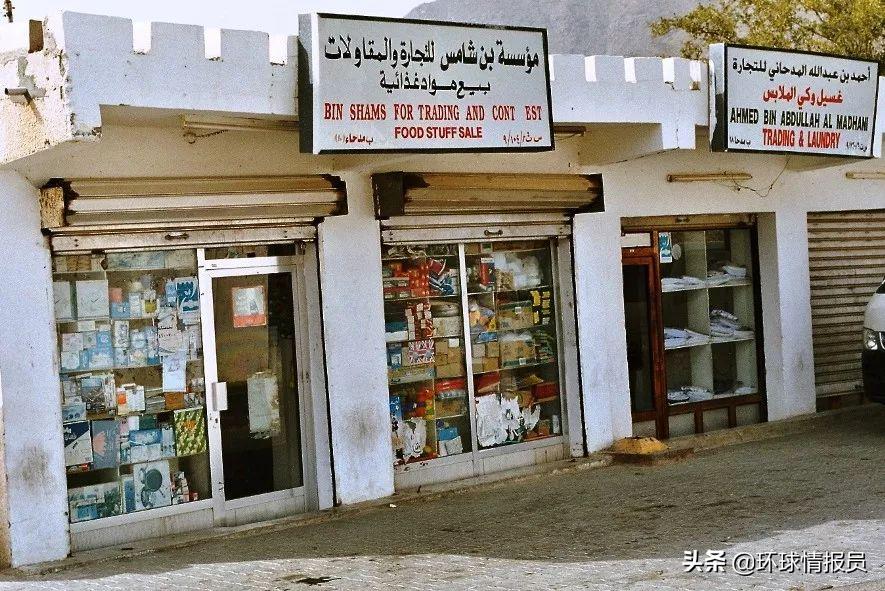 مؤسسة بن شامس للتجارة والمقاولات
بيع مواد غذائية
BIN SHAMS FOR TRADING AND CONT EST
FOOD STUFF SALE
أحمد بن عبدالله المدحاني للتجارة
غسيل وكي الملابس
AHMED BIN ABDULLAH AL MADHANI
TRADING & LAUNDRY
头条 @环球情报员